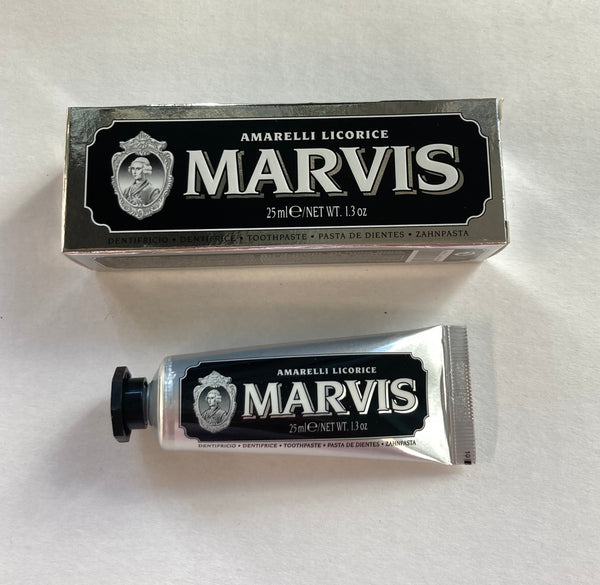 AMARELLI LICORICE
MARVIS
25 ml℮/NET WT. 1.3 oz
DENTIFRICIO • DENTIFRICE • TOOTHPASTE • PASTA DE DIENTES • ZAHNPASTA
AMARELLI LICORICE
MARVIS
25 ml℮/NET WT. 1.3 oz
DENTIFRICIO • DENTIFRICE • TOOTHPASTE • PASTA DE DIENTES • ZAHNPASTA